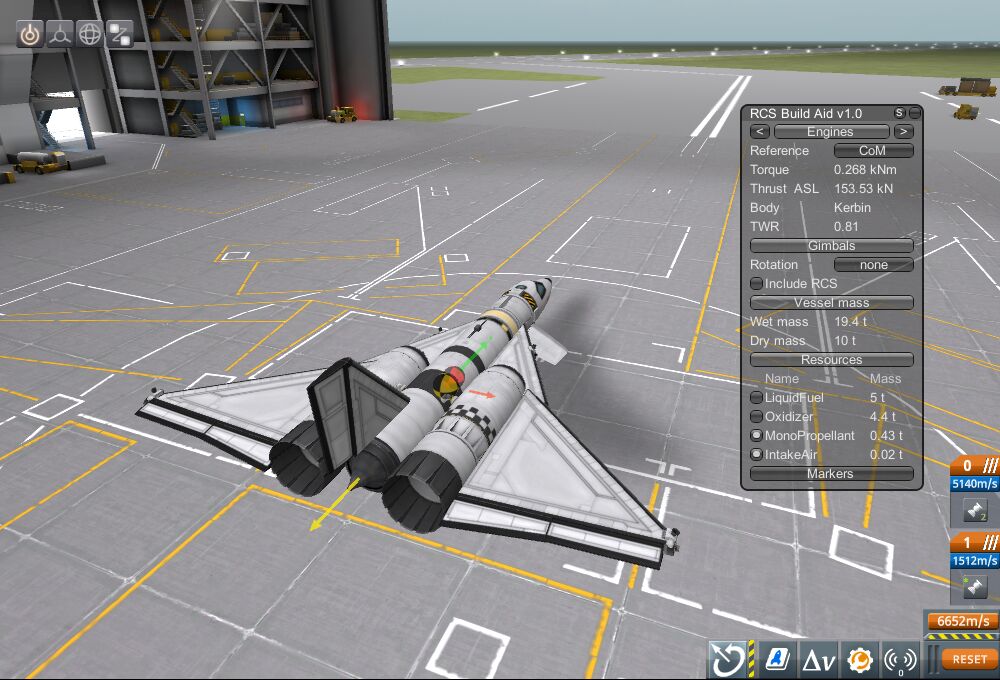 RCS Build Aid v1.0 S
< Engines >
Reference CoM
Torque 0.268 kNm
Thrust ASL 153.53 kN
Body Kerbin
TWR 0.81
Gimbals
Rotation none
Include RCS
Vessel mass
Wet mass 19.4 t
Dry mass 10 t
Resources
Name Mass
LiquidFuel 5 t
Oxidizer 4.4 t
MonoPropellant 0.43 t
IntakeAir 0.02 t
Markers
0
5140m/s
2
1
1512m/s
6652m/s
Δv 0 RESET